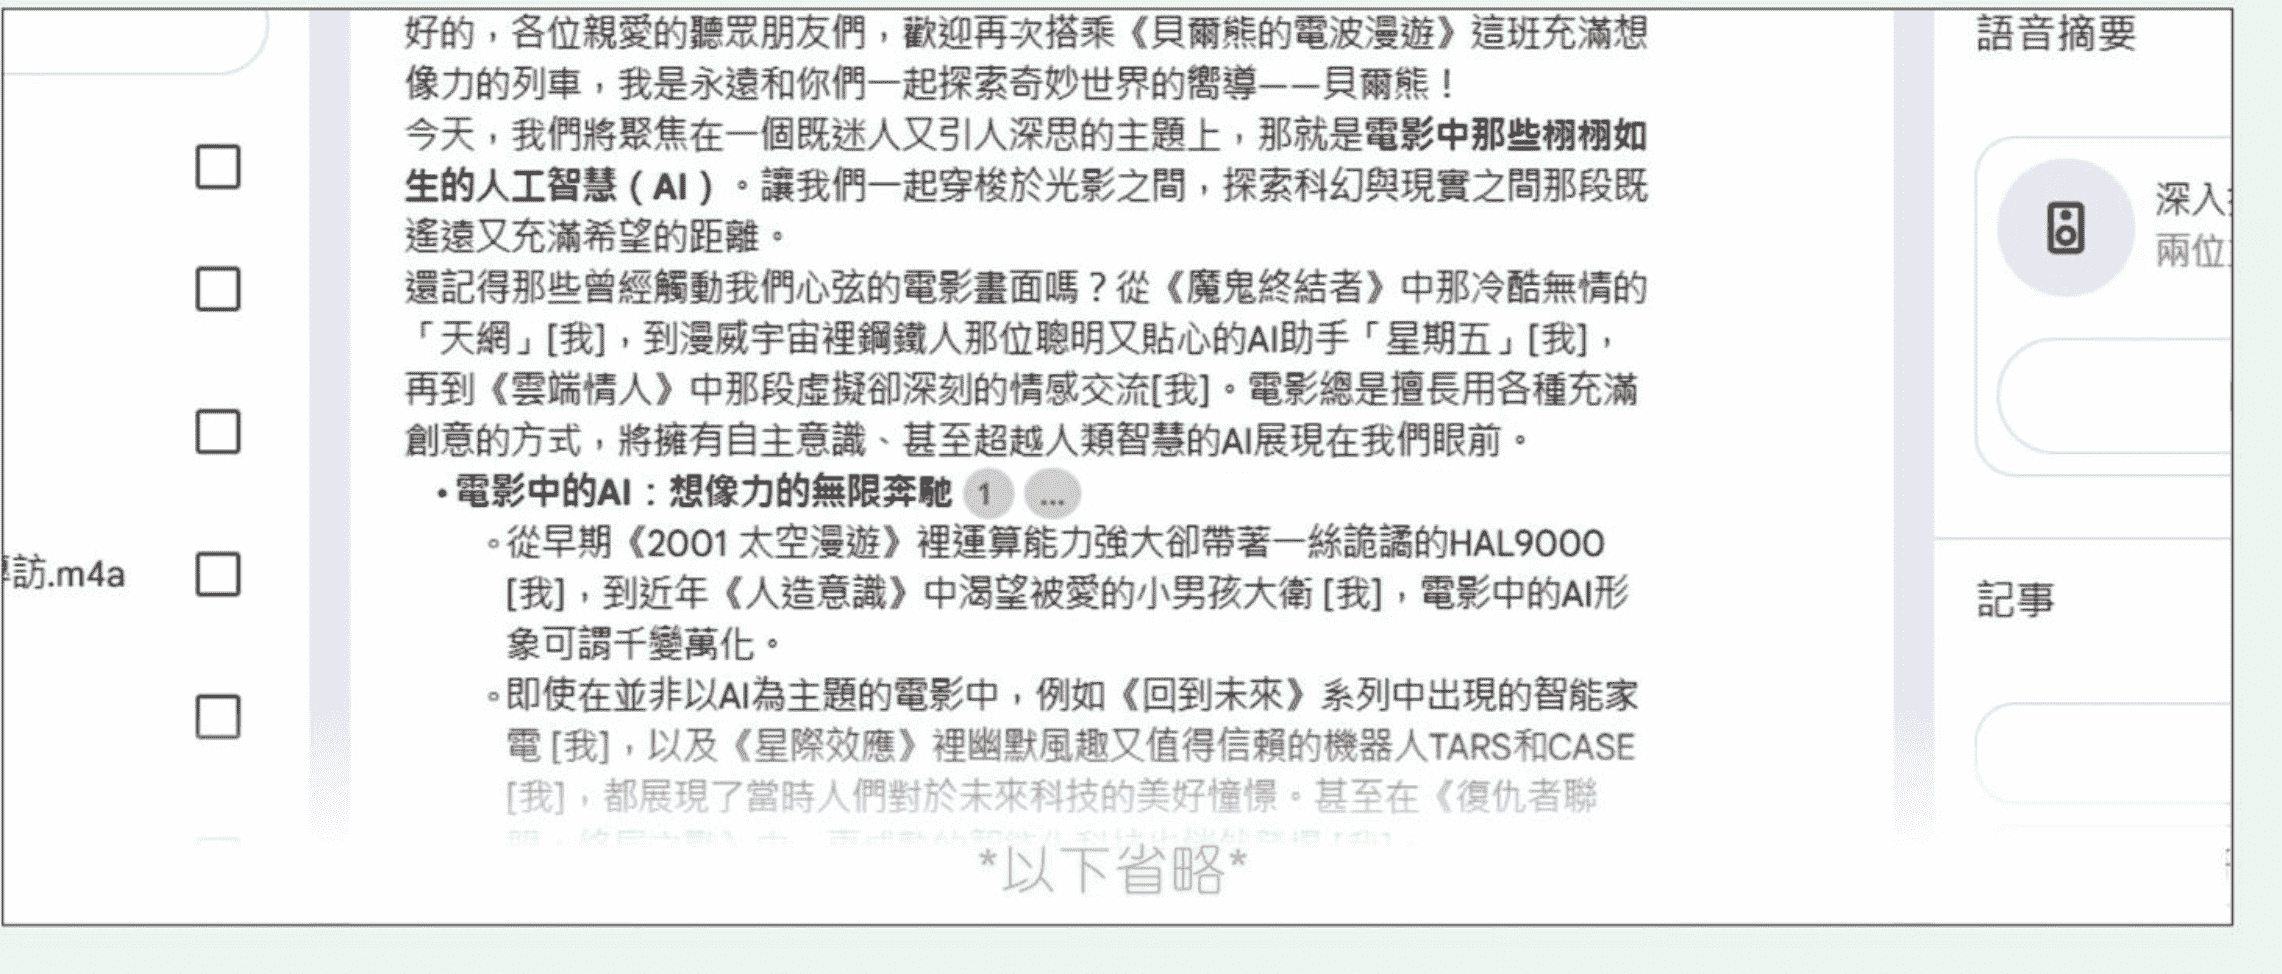 好的，各位親愛的聽眾朋友們，歡迎再次搭乘《貝爾熊的電波漫遊》這班充滿想
像力的列車，我是永遠和你們一起探索奇妙世界的嚮導——貝爾熊！
今天，我們將聚焦在一個既迷人又引人深思的主題上，那就是電影中那些栩栩如
生的人工智慧（AI）。讓我們一起穿梭於光影之間，探索科幻與現實之間那段既
遙遠又充滿希望的距離。
還記得那些曾經觸動我們心弦的電影畫面嗎？從《魔鬼終結者》中那冷酷無情的
「天網」[我]，到漫威宇宙裡鋼鐵人那位聰明又貼心的AI助手「星期五」[我]，
再到《雲端情人》中那段虛擬卻深刻的情感交流[我]。電影總是擅長用各種充滿
創意的方式，將擁有自主意識、甚至超越人類智慧的AI展現在我們眼前。
•電影中的AI：想像力的無限奔馳 1 ...
◦從早期《2001 太空漫遊》裡運算能力強大卻帶著一絲詭譎的HAL9000
[我]，到近年《人造意識》中渴望被愛的小男孩大衛 [我]，電影中的AI形
象可謂千變萬化。
◦即使在並非以AI為主題的電影中，例如《回到未來》系列中出現的智能家
電 [我]，以及《星際效應》裡幽默風趣又值得信賴的機器人TARS和CASE
[我]，都展現了當時人們對於未來科技的美好憧憬。甚至在《復仇者聯
*以下省略*
訪.m4a
語音摘要
深入
兩位
記事